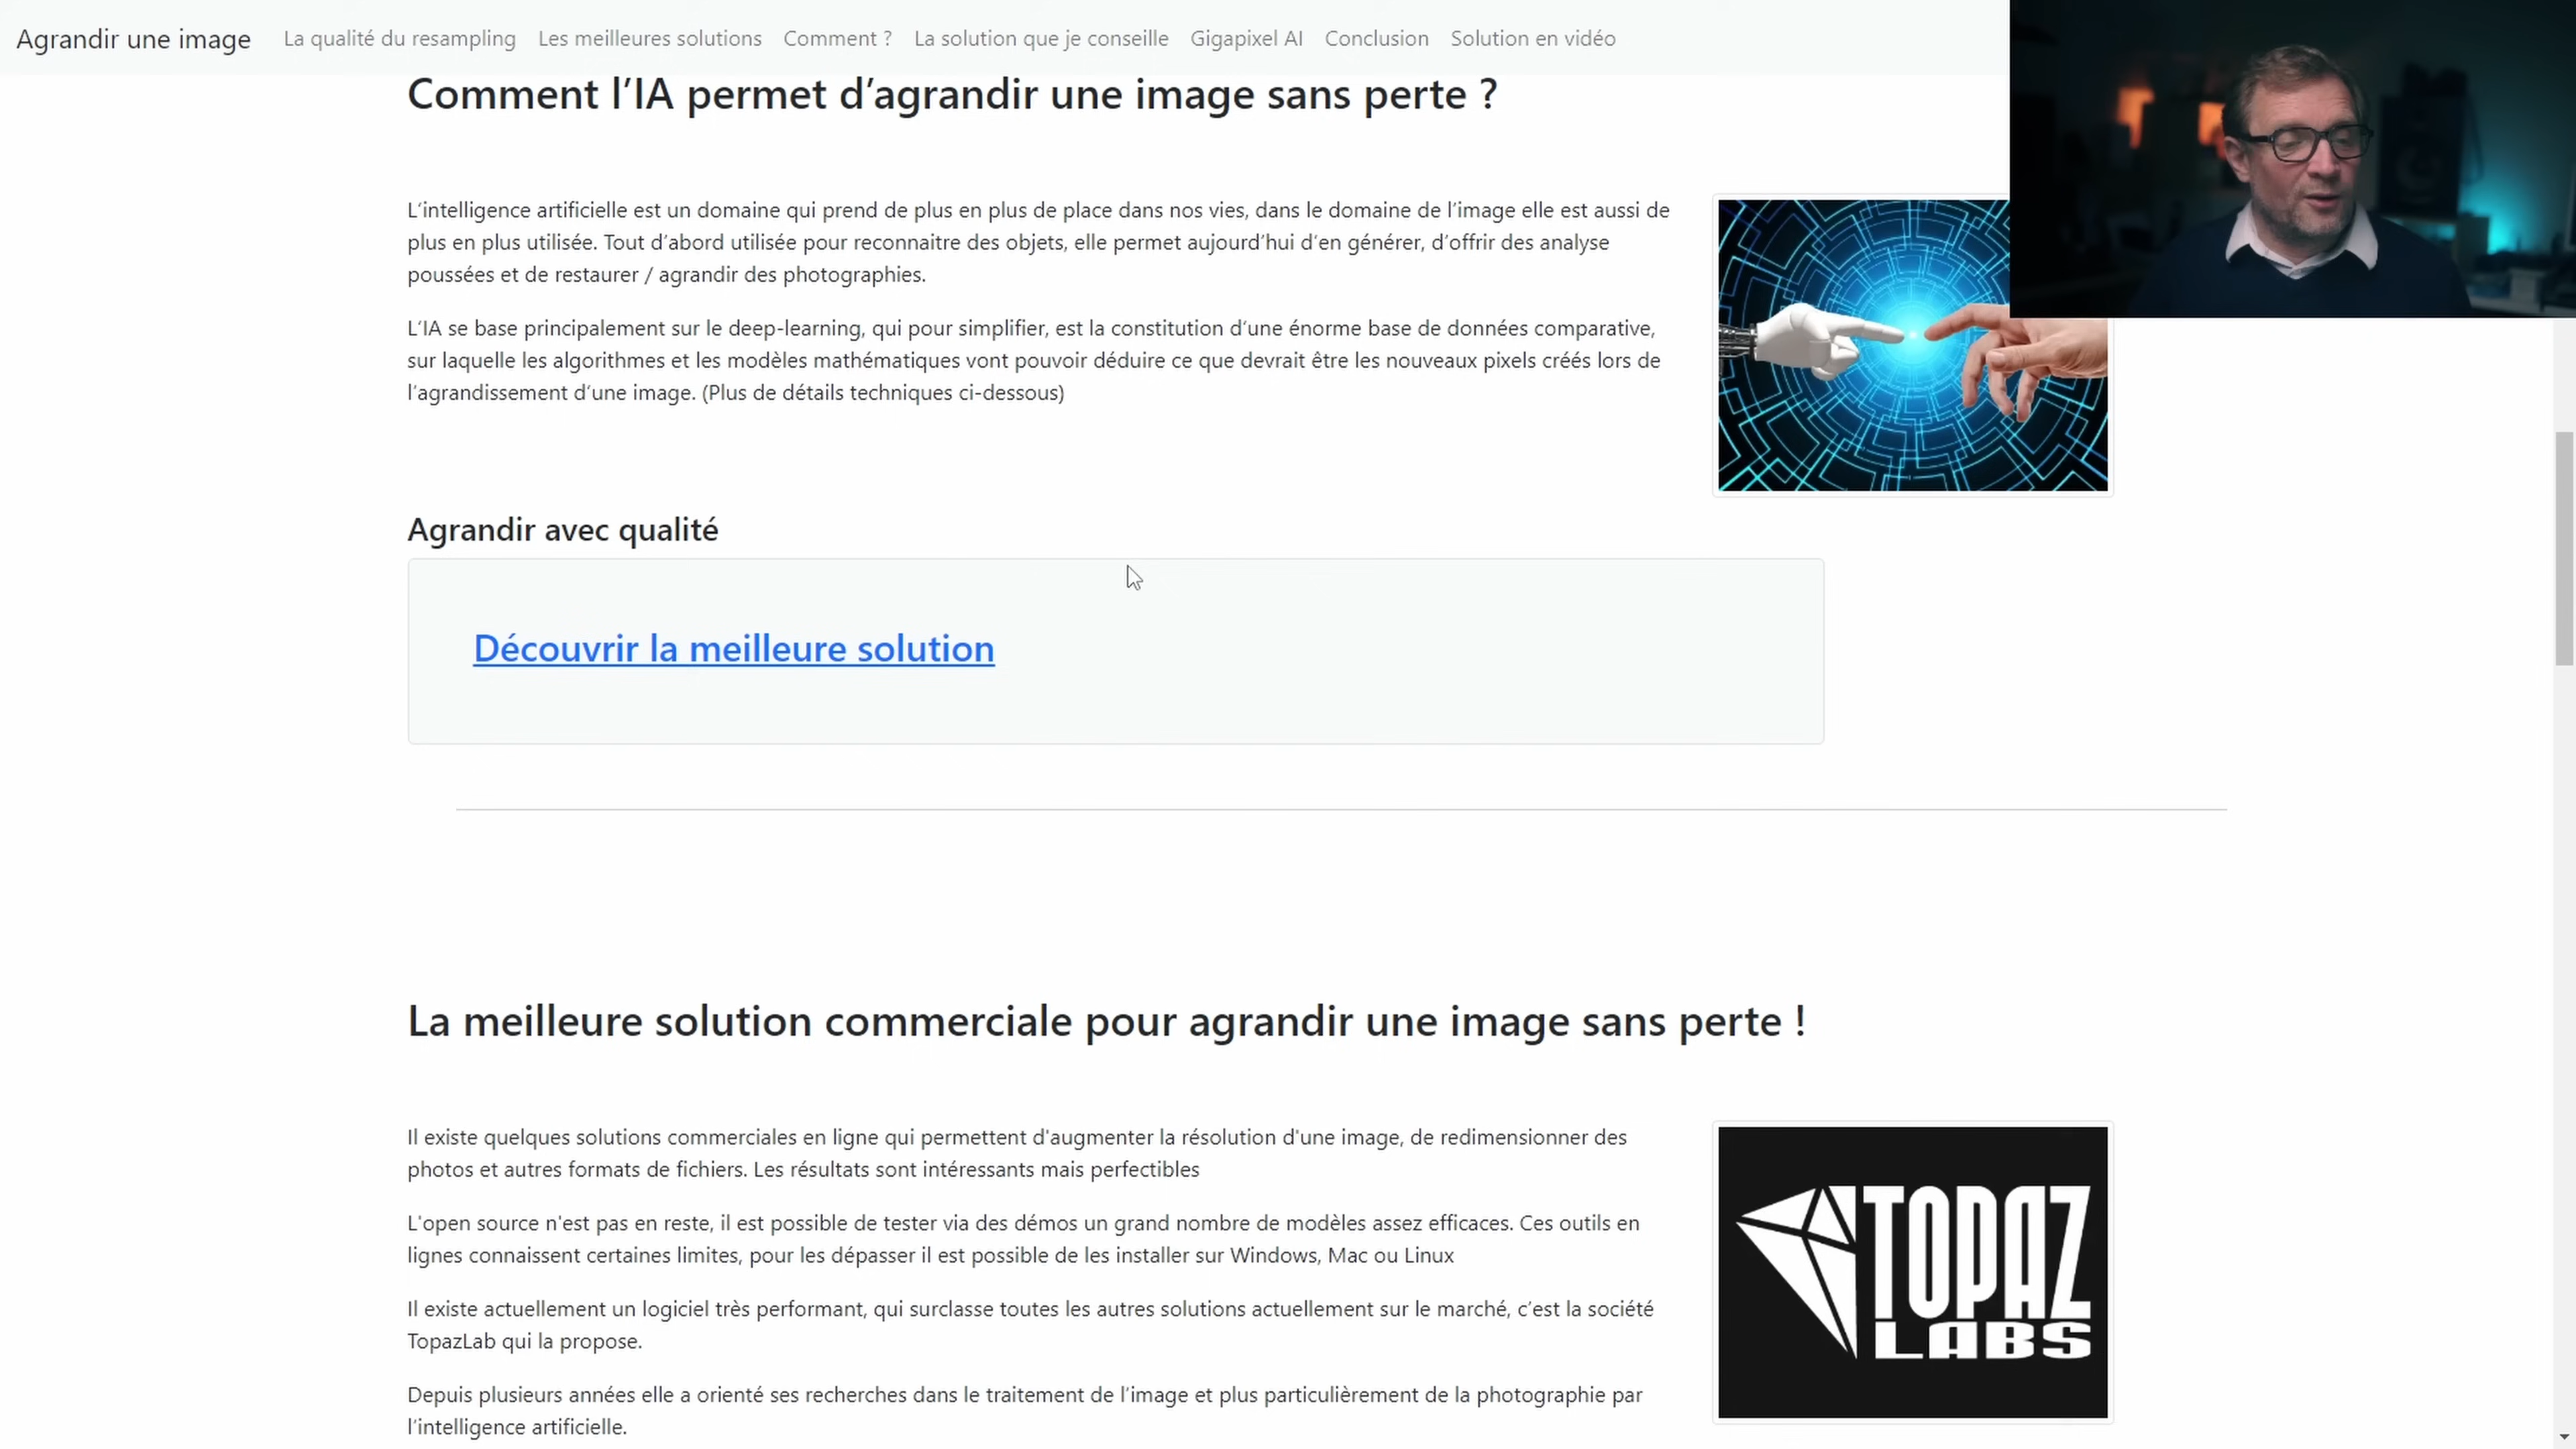 Agrandir une image La qualité du resampling Les meilleures solutions Comment ? La solution que je conseille Gigapixel AI Conclusion Solution en vidéo
Comment l’IA permet d’agrandir une image sans perte ?
L’intelligence artificielle est un domaine qui prend de plus en plus de place dans nos vies, dans le domaine de l’image elle est aussi de
plus en plus utilisée. Tout d’abord utilisée pour reconnaitre des objets, elle permet aujourd’hui d’en générer, d’offrir des analyse
poussées et de restaurer / agrandir des photographies.
L’IA se base principalement sur le deep-learning, qui pour simplifier, est la constitution d’une énorme base de données comparative,
sur laquelle les algorithmes et les modèles mathématiques vont pouvoir déduire ce que devrait être les nouveaux pixels créés lors de
l’agrandissement d’une image. (Plus de détails techniques ci-dessous)
Agrandir avec qualité
Découvrir la meilleure solution
La meilleure solution commerciale pour agrandir une image sans perte !
Il existe quelques solutions commerciales en ligne qui permettent d'augmenter la résolution d'une image, de redimensionner des
photos et autres formats de fichiers. Les résultats sont intéressants mais perfectibles
L'open source n'est pas en reste, il est possible de tester via des démos un grand nombre de modèles assez efficaces. Ces outils en
lignes connaissent certaines limites, pour les dépasser il est possible de les installer sur Windows, Mac ou Linux
Il existe actuellement un logiciel très performant, qui surclasse toutes les autres solutions actuellement sur le marché, c’est la société
TopazLab qui la propose.
Depuis plusieurs années elle a orienté ses recherches dans le traitement de l’image et plus particulièrement de la photographie par
l’intelligence artificielle.
TOPAZ
LABS